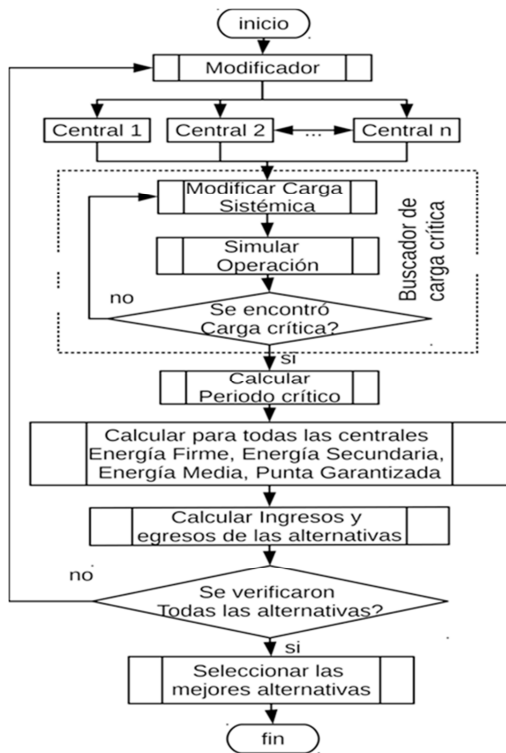 inicio
Modificador
Central 1
Central 2
...
Central n
Modificar Carga
Sistémica
Buscador de
carga crítica
Simular
Operación
no
Se encontró
Carga crítica?
si
Calcular
Periodo crítico
Calcular para todas las centrales
Energía Firme, Energía Secundaria,
Energía Media, Punta Garantizada
Calcular Ingresos y
egresos de las alternativas
no
Se verificaron
Todas las alternativas?
si
Seleccionar las
mejores alternativas
fin